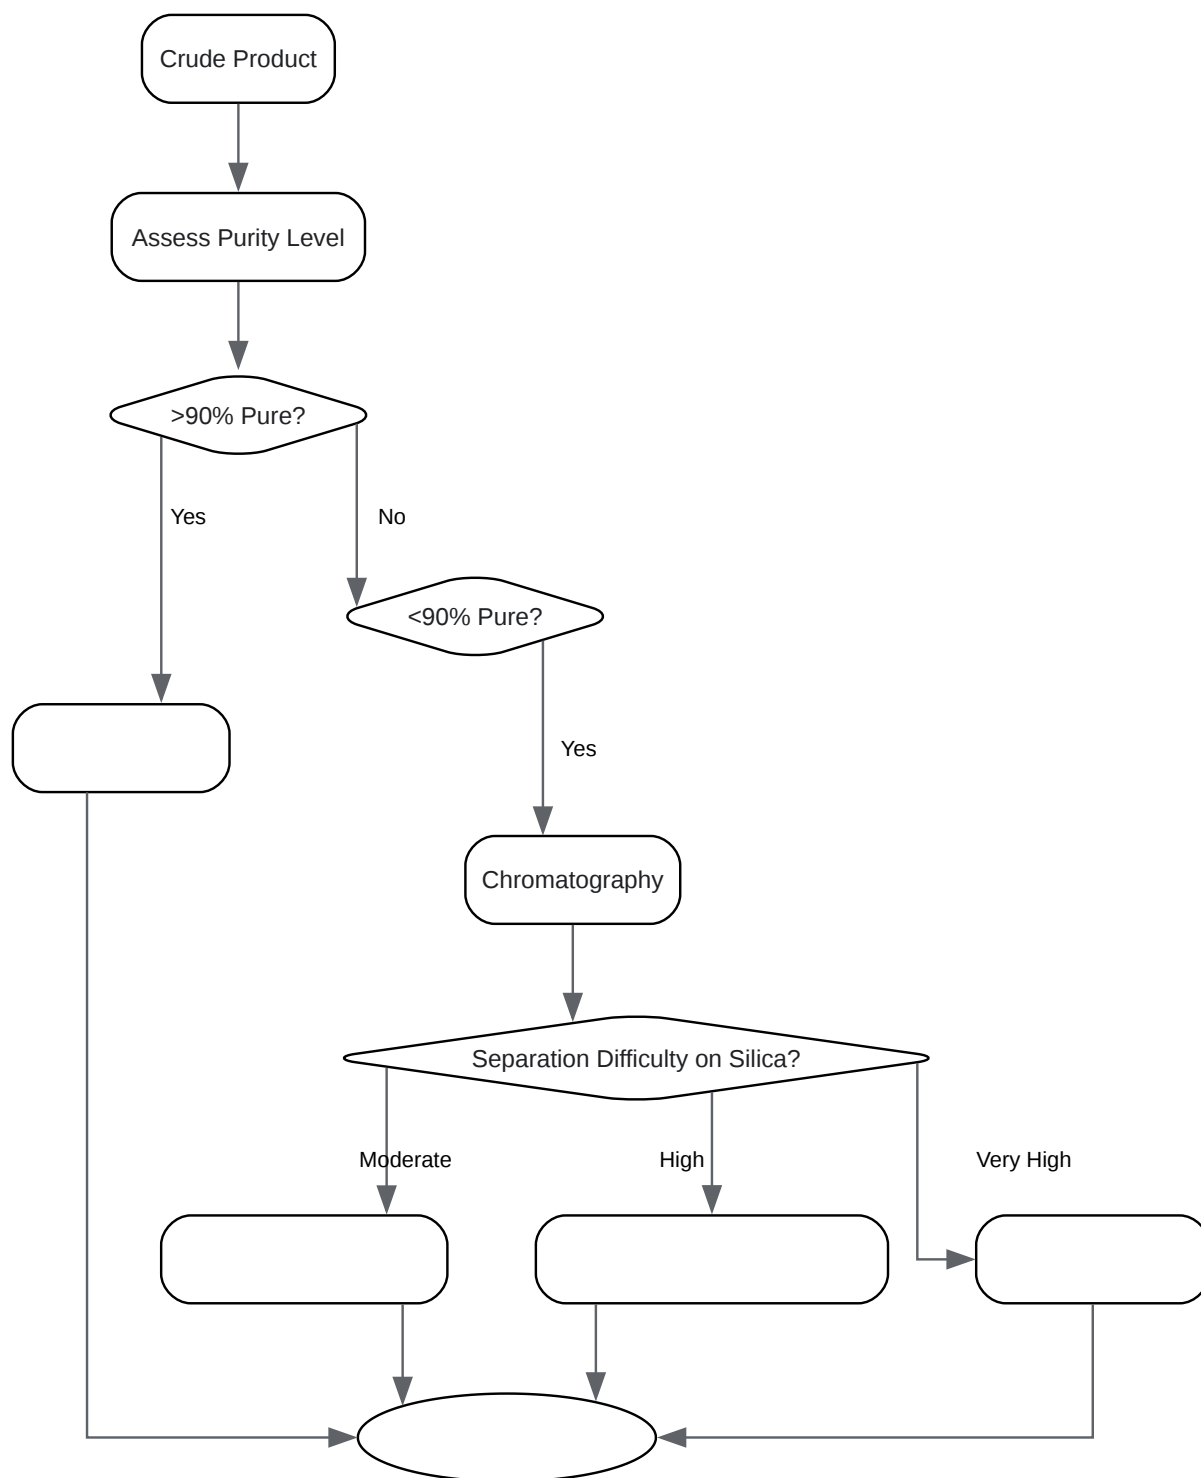 Crude Product
Assess Purity Level
>90% Pure?
Yes
No
<90% Pure?
Yes
Chromatography
Separation Difficulty on Silica?
Moderate
High
Very High